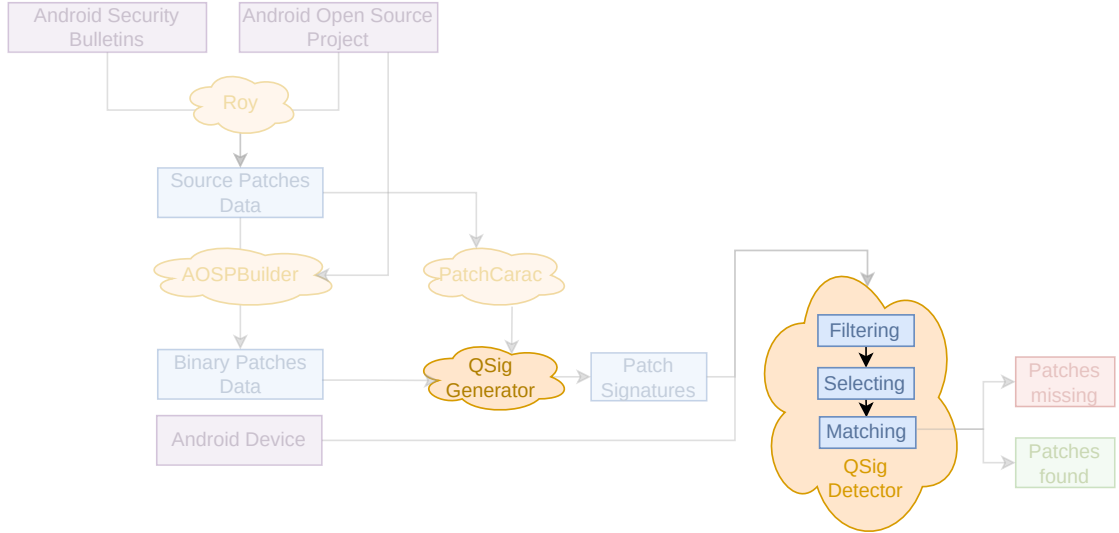 Android Security
Bulletins
Android Open Source
Project
Roy
Source Patches
Data
AOSPBuilder
PatchCarac
Binary Patches
Data
QSig
Generator
Patch
Signatures
Android Device
Filtering
Selecting
Matching
QSig
Detector
Patches
missing
Patches
found